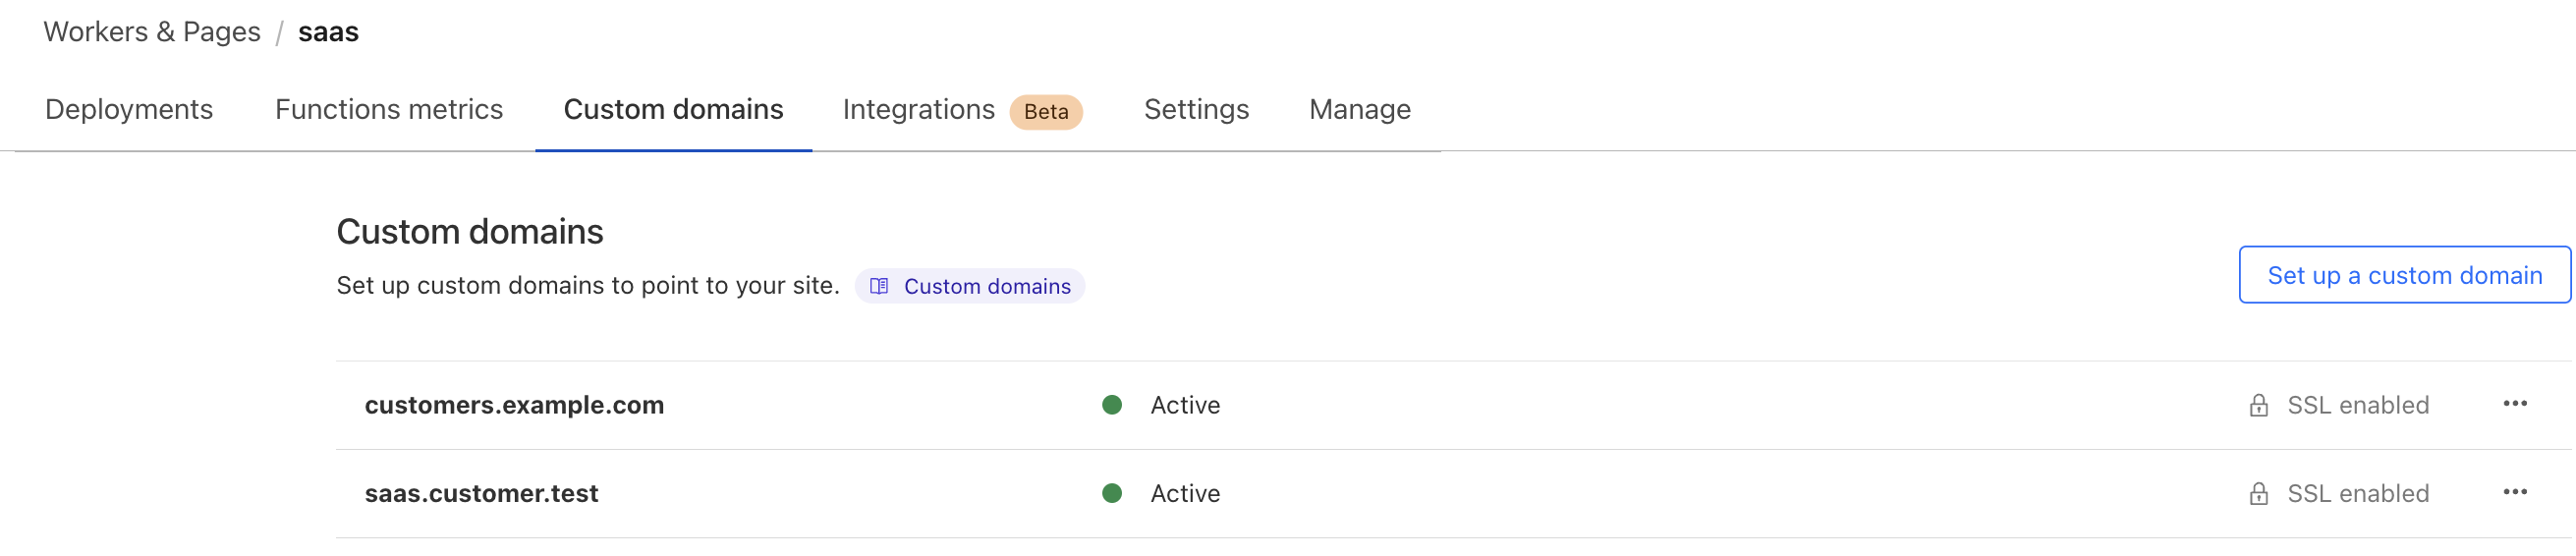 Workers & Pages / saas
Deployments Functions metrics Custom domains Integrations Beta Settings Manage
Custom domains
Set up custom domains to point to your site. Custom domains
Set up a custom domain
customers.example.com Active SSL enabled
saas.customer.test Active SSL enabled